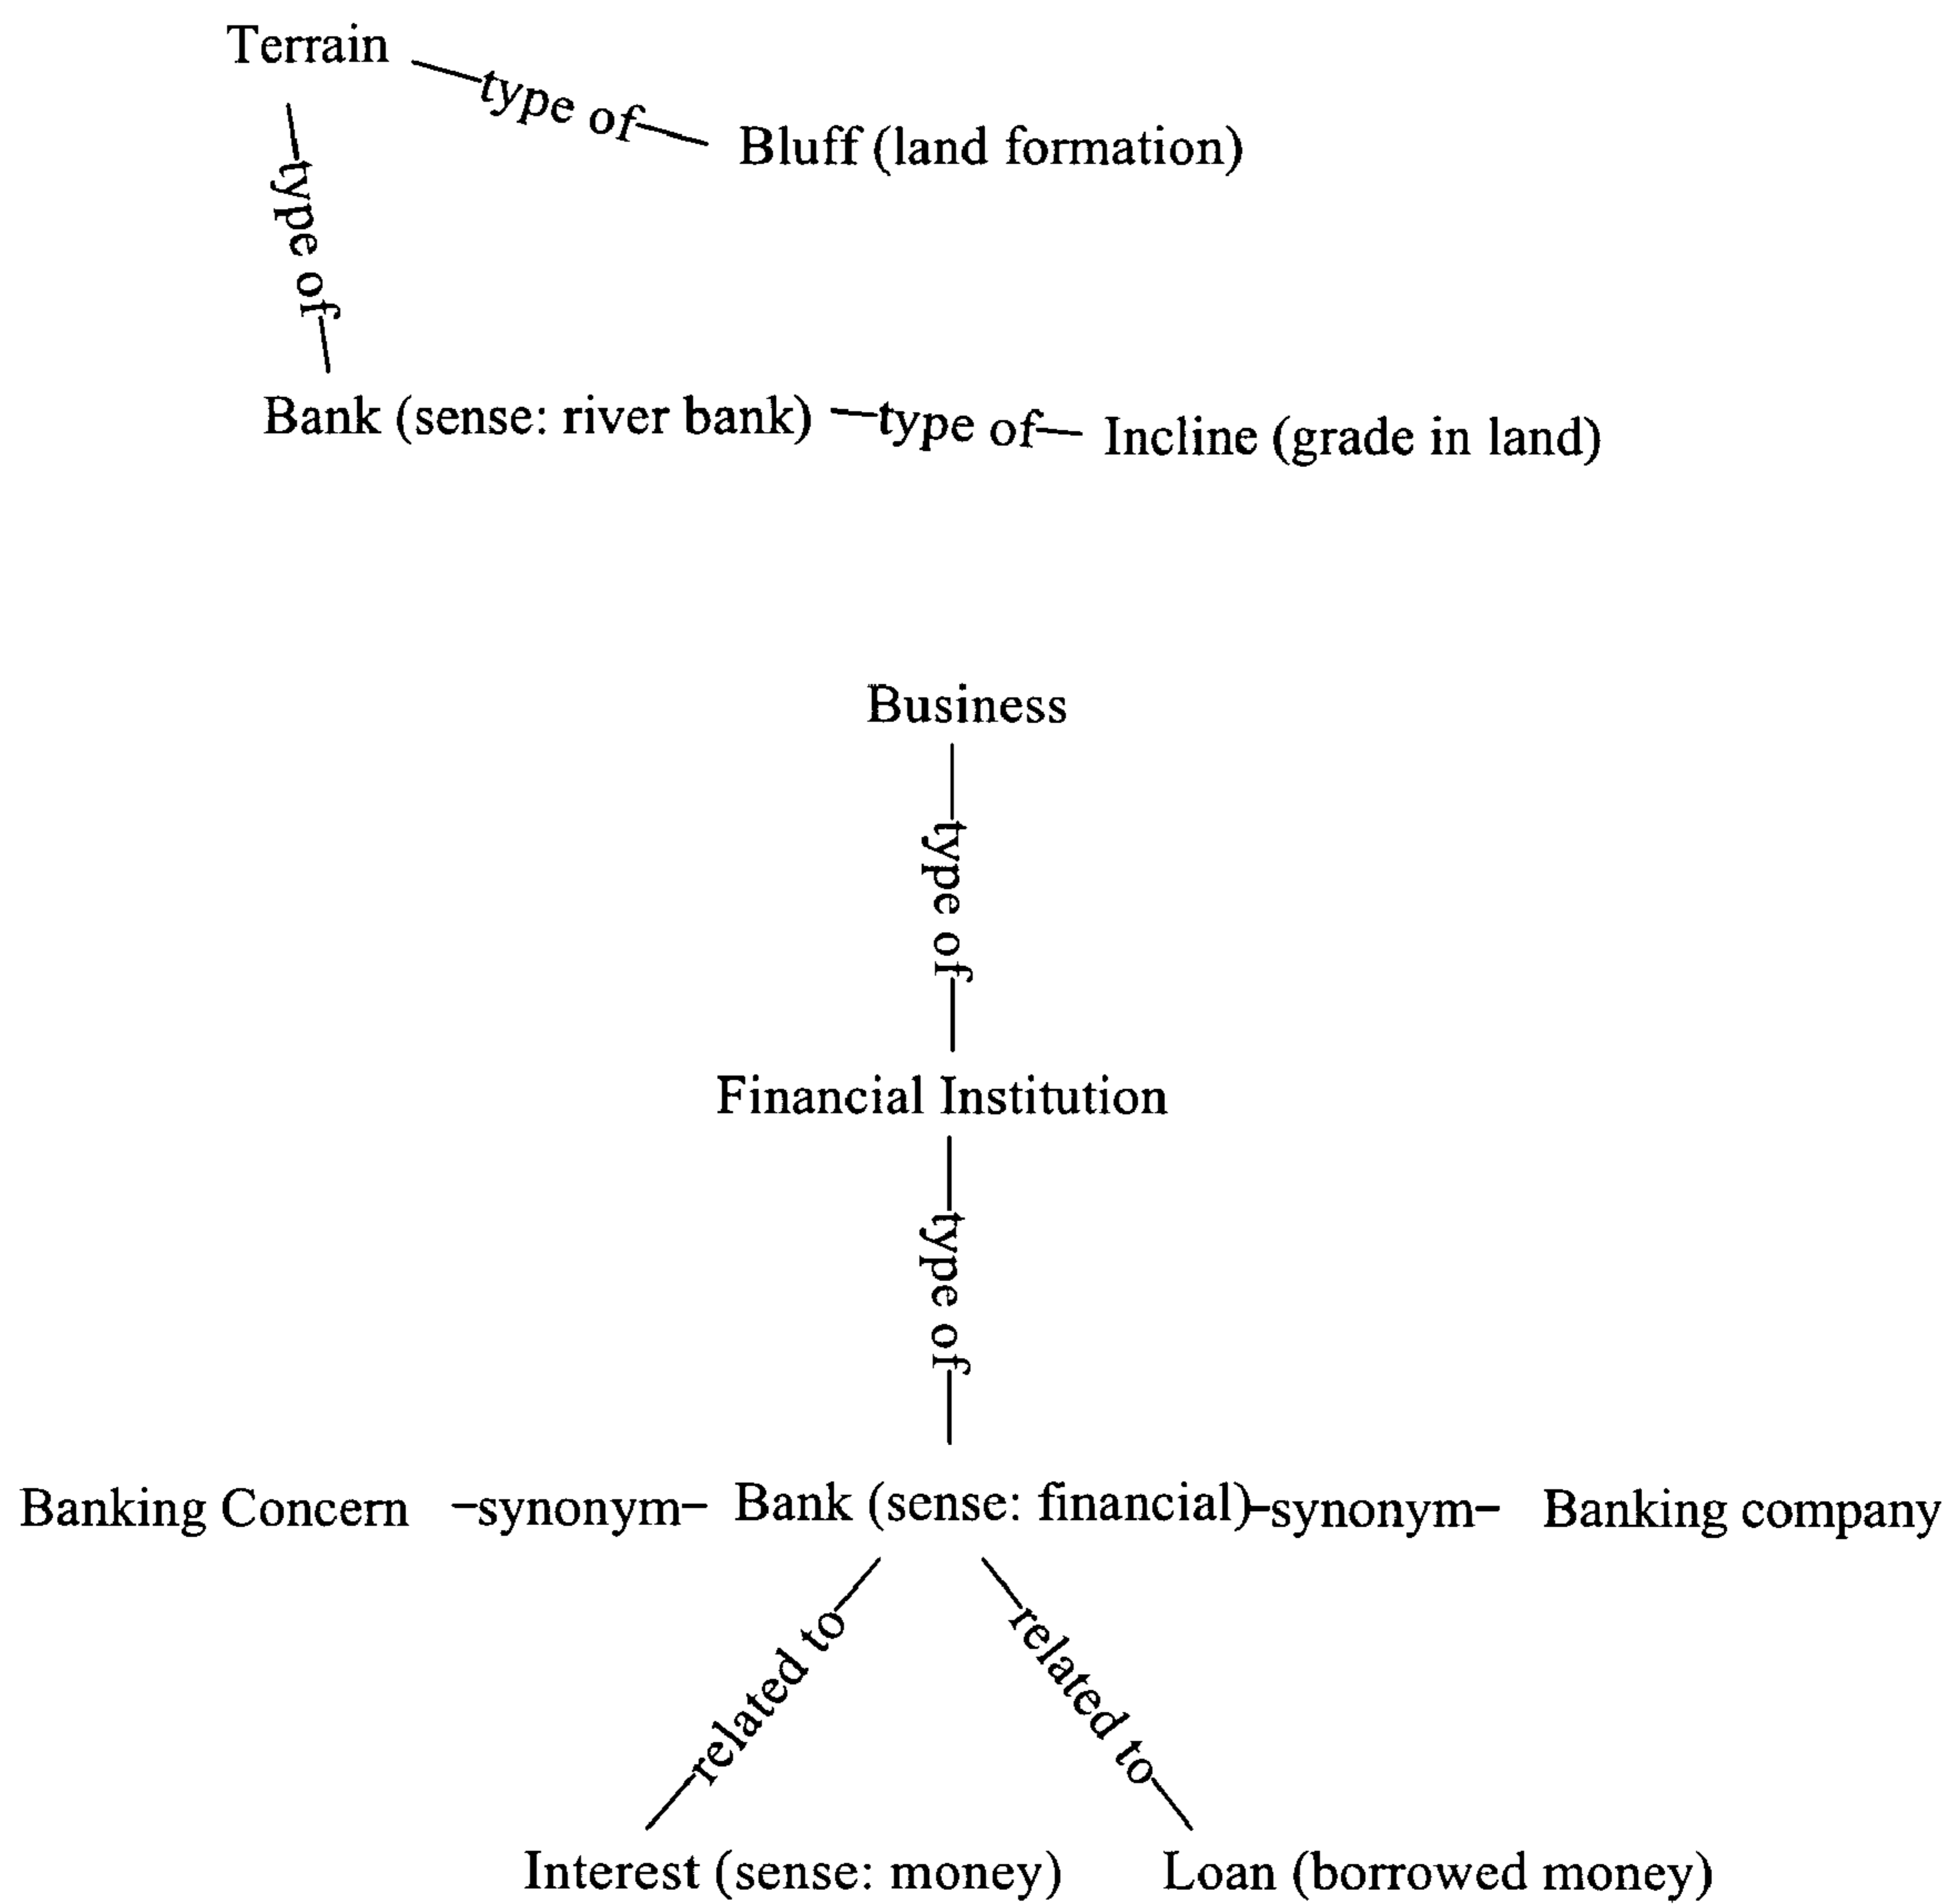 Terrain
type of
Bluff (land formation)
type of
Bank (sense: river bank)
type of
Incline (grade in land)
Business
type of
Financial Institution
type of
Banking Concern
synonym
Bank (sense: financial)
synonym
Banking company
related to
related to
Interest (sense: money)
Loan (borrowed money)